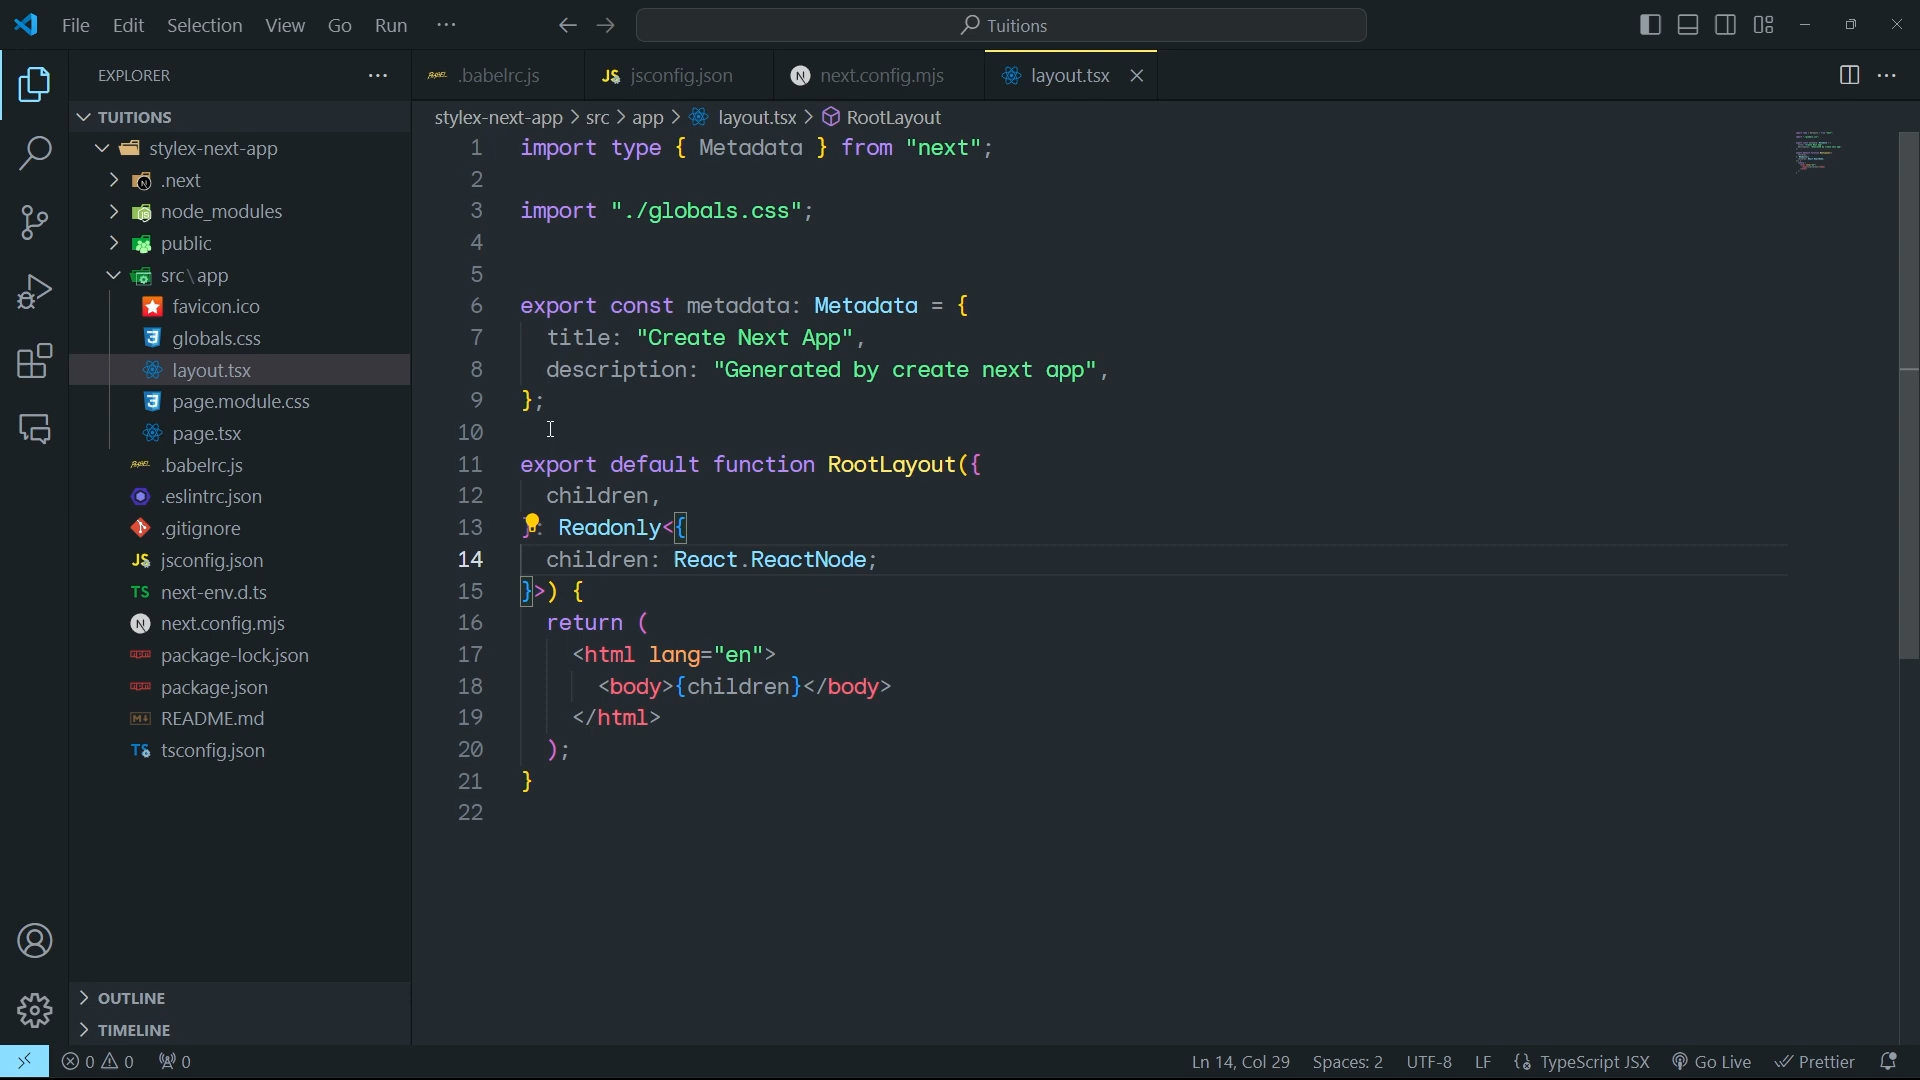 File Edit Selection View Go Run ···
Tuitions
EXPLORER
TUITIONS
stylex-next-app
.next
node_modules
public
src\app
favicon.ico
globals.css
layout.tsx
page.module.css
page.tsx
.babelrc.js
.eslintrc.json
.gitignore
jsconfig.json
next-env.d.ts
next.config.mjs
package-lock.json
package.json
README.md
tsconfig.json
OUTLINE
TIMELINE
.babelrc.js JS jsconfig.json N next.config.mjs layout.tsx
stylex-next-app > src > app > layout.tsx > RootLayout
1 import type { Metadata } from "next";
2
3 import "./globals.css";
4
5
6 export const metadata: Metadata = {
7 title: "Create Next App",
8 description: "Generated by create next app",
9 };
10
11 export default function RootLayout({
12 children,
13 }: Readonly<{
14 children: React.ReactNode;
15 }>) {
16 return (
17 <html lang="en">
18 <body>{children}</body>
19 </html>
20 );
21 }
22
0 0 0 Ln 14, Col 29 Spaces: 2 UTF-8 LF TypeScript JSX Go Live Prettier